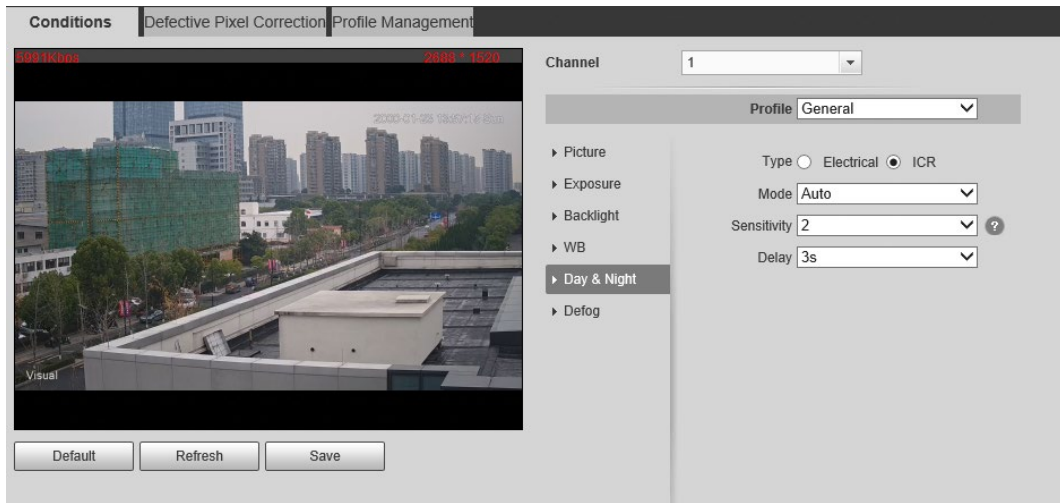 Conditions
Defective Pixel Correction
Profile Management
5891Kbps
2688 * 1520
Visual
Default
Refresh
Save
Channel
1
Profile General
Picture
Exposure
Backlight
WB
Day & Night
Defog
Type Electrical ICR
Mode Auto
Sensitivity 2 ?
Delay 3s